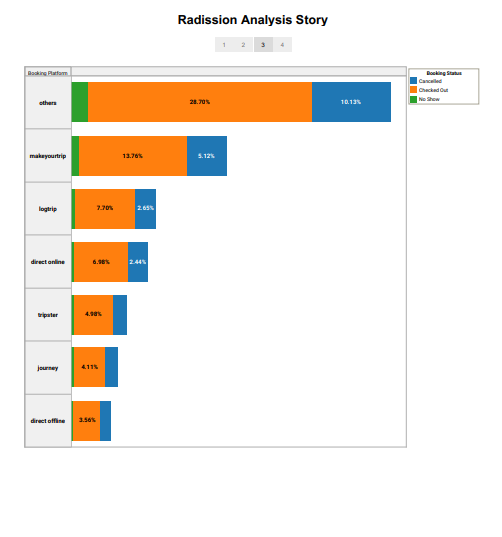 Radission Analysis Story
1 2 3 4
Booking Platform
Booking Status
Cancelled
Checked Out
No Show
others 28.70% 10.13%
makeyourtrip 13.76% 5.12%
logtrip 7.70% 2.65%
direct online 6.98% 2.44%
tripster 4.98%
journey 4.11%
direct offline 3.56%